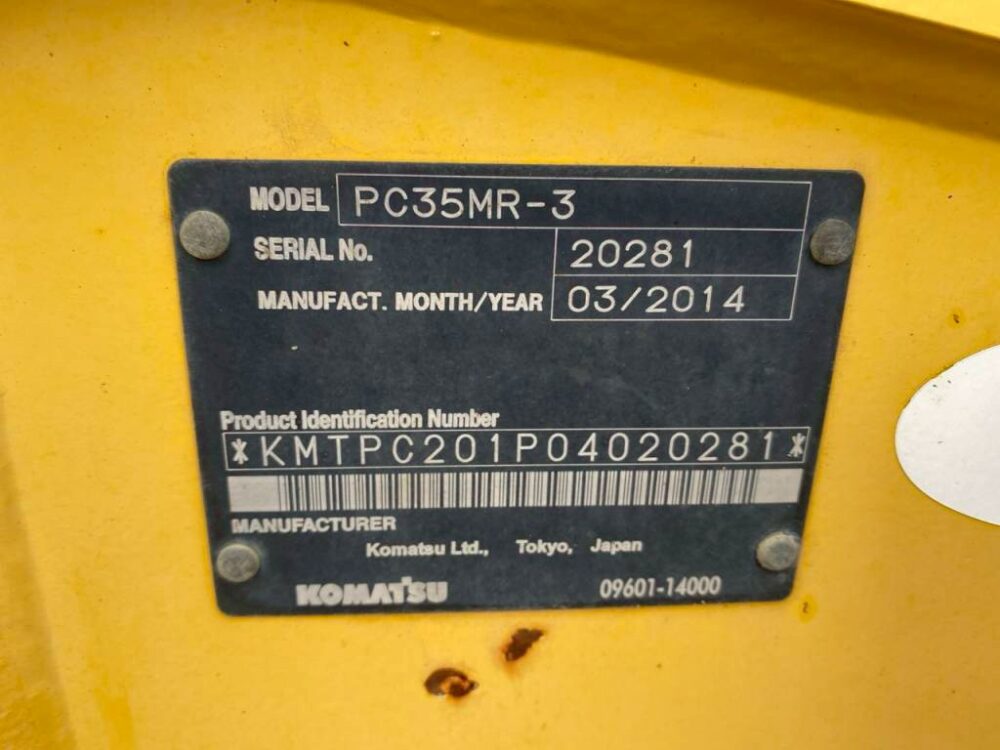 MODEL PC35MR-3
SERIAL No. 20281
MANUFACT. MONTH/YEAR 03/2014
Product Identification Number
*KMTPC201P04020281*
MANUFACTURER
Komatsu Ltd., Tokyo, Japan
KOMATSU 09601-14000